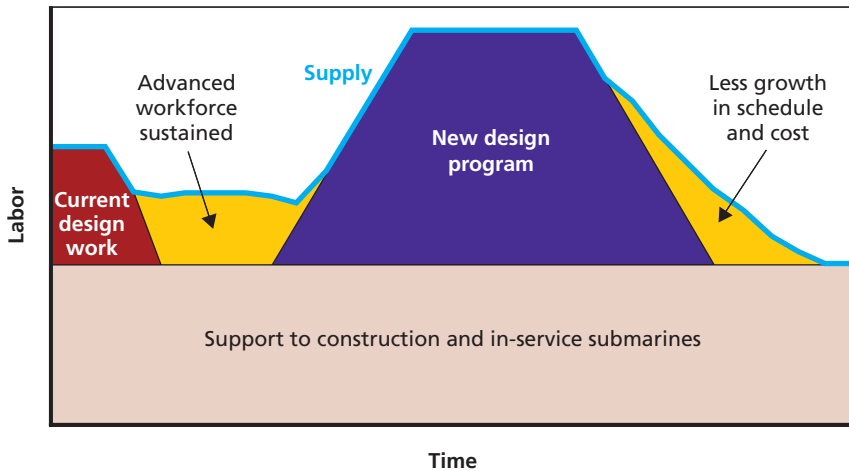 Supply
Advanced
workforce
sustained
Less growth
in schedule
and cost
New design
program
Current
design
work
Labor
Support to construction and in-service submarines
Time